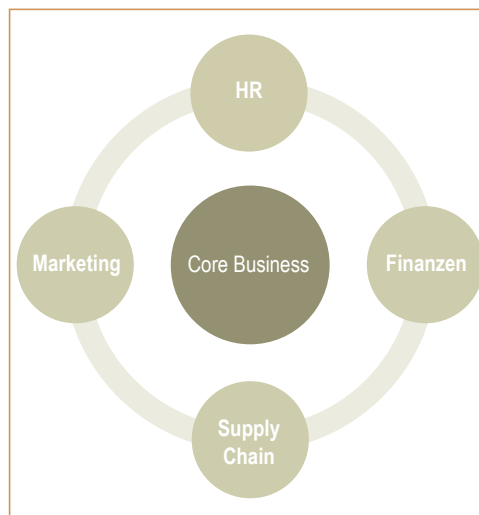 HR
Marketing
Core Business
Finanzen
Supply
Chain